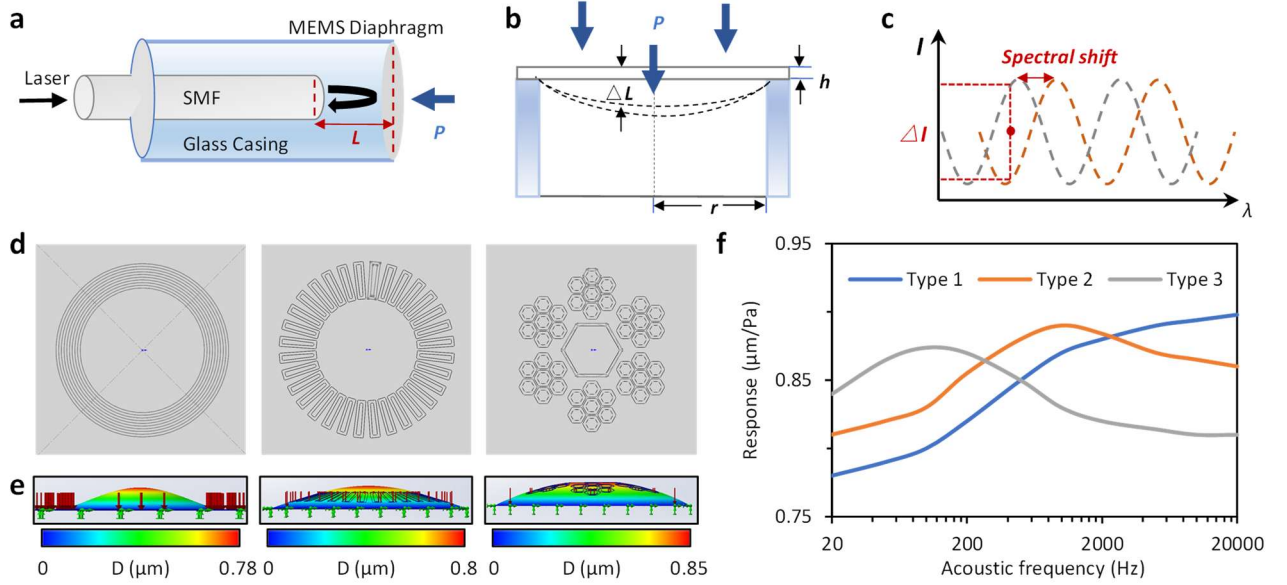 a
MEMS Diaphragm
Laser
SMF
L
P
Glass Casing
b
P
h
△L
r
c
I
Spectral shift
△I
λ
d
e
0 0.78
D (μm)
0 0.8
D (μm)
0 0.85
D (μm)
f
0.95
Type 1 Type 2 Type 3
Response (μm/Pa)
0.85
0.75
20 200 2000 20000
Acoustic frequency (Hz)